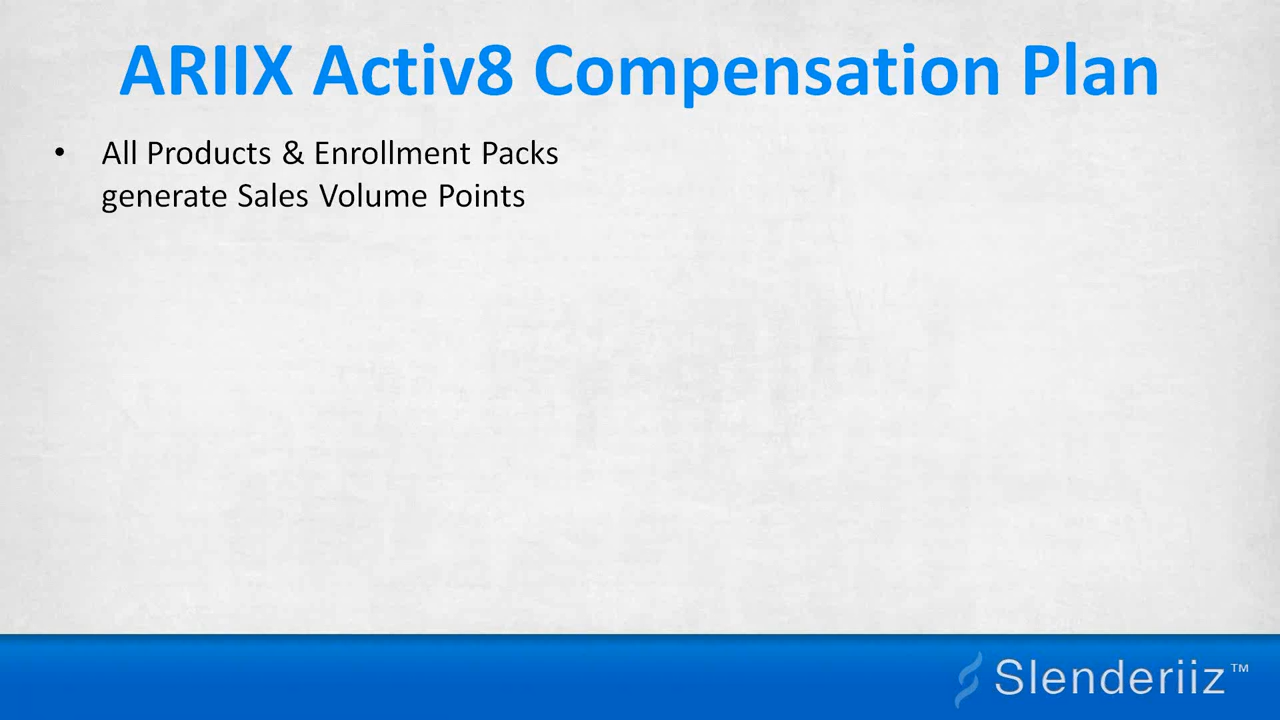 ARIIX Activ8 Compensation Plan
• All Products & Enrollment Packs
generate Sales Volume Points
Slenderiiz™